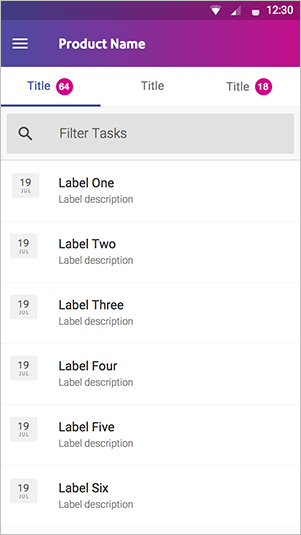 12:30
Product Name
Title 64 Title Title 18
Filter Tasks
19 Label One
JUL Label description
19 Label Two
JUL Label description
19 Label Three
JUL Label description
19 Label Four
JUL Label description
19 Label Five
JUL Label description
19 Label Six
JUL Label description